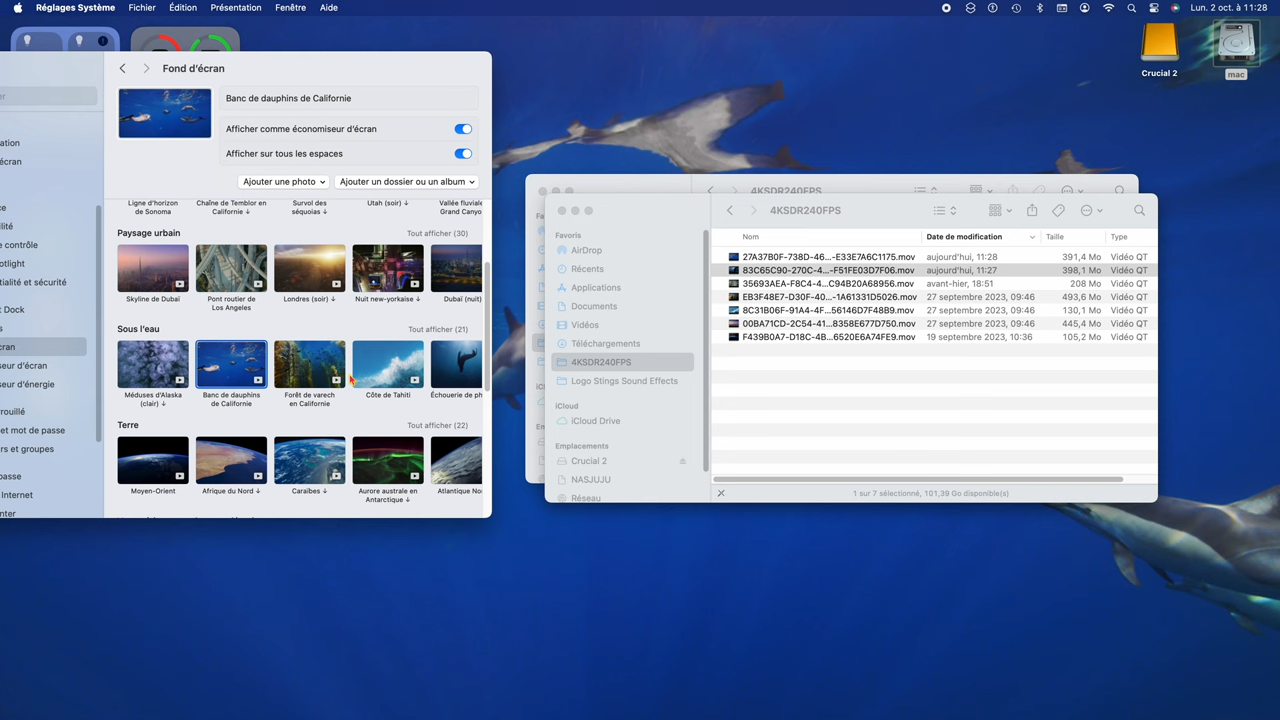 Réglages Système Fichier Édition Présentation Fenêtre Aide
Lun. 2 oct. à 11:28
Crucial 2
mac
Fond d'écran
Banc de dauphins de Californie
Afficher comme économiseur d'écran
Afficher sur tous les espaces
Ajouter une photo
Ajouter un dossier ou un album
er
ation
écran
ce
ilité
e contrôle
otlight
tialité et sécurité
t Dock
s
cran
seur d'écran
seur d'énergie
rouillé
et mot de passe
rs et groupes
passe
Internet
nter
Ligne d'horizon de Sonoma
Chaîne de Temblor en Californie ↓
Survol des séquoias ↓
Utah (soir) ↓
Vallée fluvial
Grand Canyo
Paysage urbain
Tout afficher (30)
Skyline de Dubaï
Pont routier de Los Angeles
Londres (soir) ↓
Nuit new-yorkaise ↓
Dubaï (nuit)
Sous l'eau
Tout afficher (21)
Méduses d'Alaska (clair) ↓
Banc de dauphins de Californie
Forêt de varech en Californie
Côte de Tahiti
Échouerie de ph
Terre
Tout afficher (22)
Moyen-Orient
Afrique du Nord ↓
Caraïbes ↓
Aurore australe en Antarctique ↓
Atlantique No
4KSDR240FPS
Fa
iC
Em
4KSDR240FPS
Favoris
AirDrop
Récents
Applications
Documents
Vidéos
Téléchargements
4KSDR240FPS
Logo Stings Sound Effects
iCloud
iCloud Drive
Emplacements
Crucial 2
NASJUJU
Réseau
Nom Date de modification Taille Type
27A37B0F-738D-46...-E33E7A6C1175.mov aujourd'hui, 11:28 391,4 Mo Vidéo QT
83C65C90-270C-4...-F51FE03D7F06.mov aujourd'hui, 11:27 398,1 Mo Vidéo QT
35693AEA-F8C4-4...C94B20A68956.mov avant-hier, 18:51 208 Mo Vidéo QT
EB3F48E7-D30F-40...-1A61331D5026.mov 27 septembre 2023, 09:46 493,6 Mo Vidéo QT
8C31B06F-91A4-4F...56146D7F48B9.mov 27 septembre 2023, 09:46 130,1 Mo Vidéo QT
00BA71CD-2C54-41...8358E677D750.mov 27 septembre 2023, 09:46 445,4 Mo Vidéo QT
F439B0A7-D18C-4B...6520E6A74FE9.mov 19 septembre 2023, 10:36 105,2 Mo Vidéo QT
1 sur 7 sélectionné, 101,39 Go disponible(s)